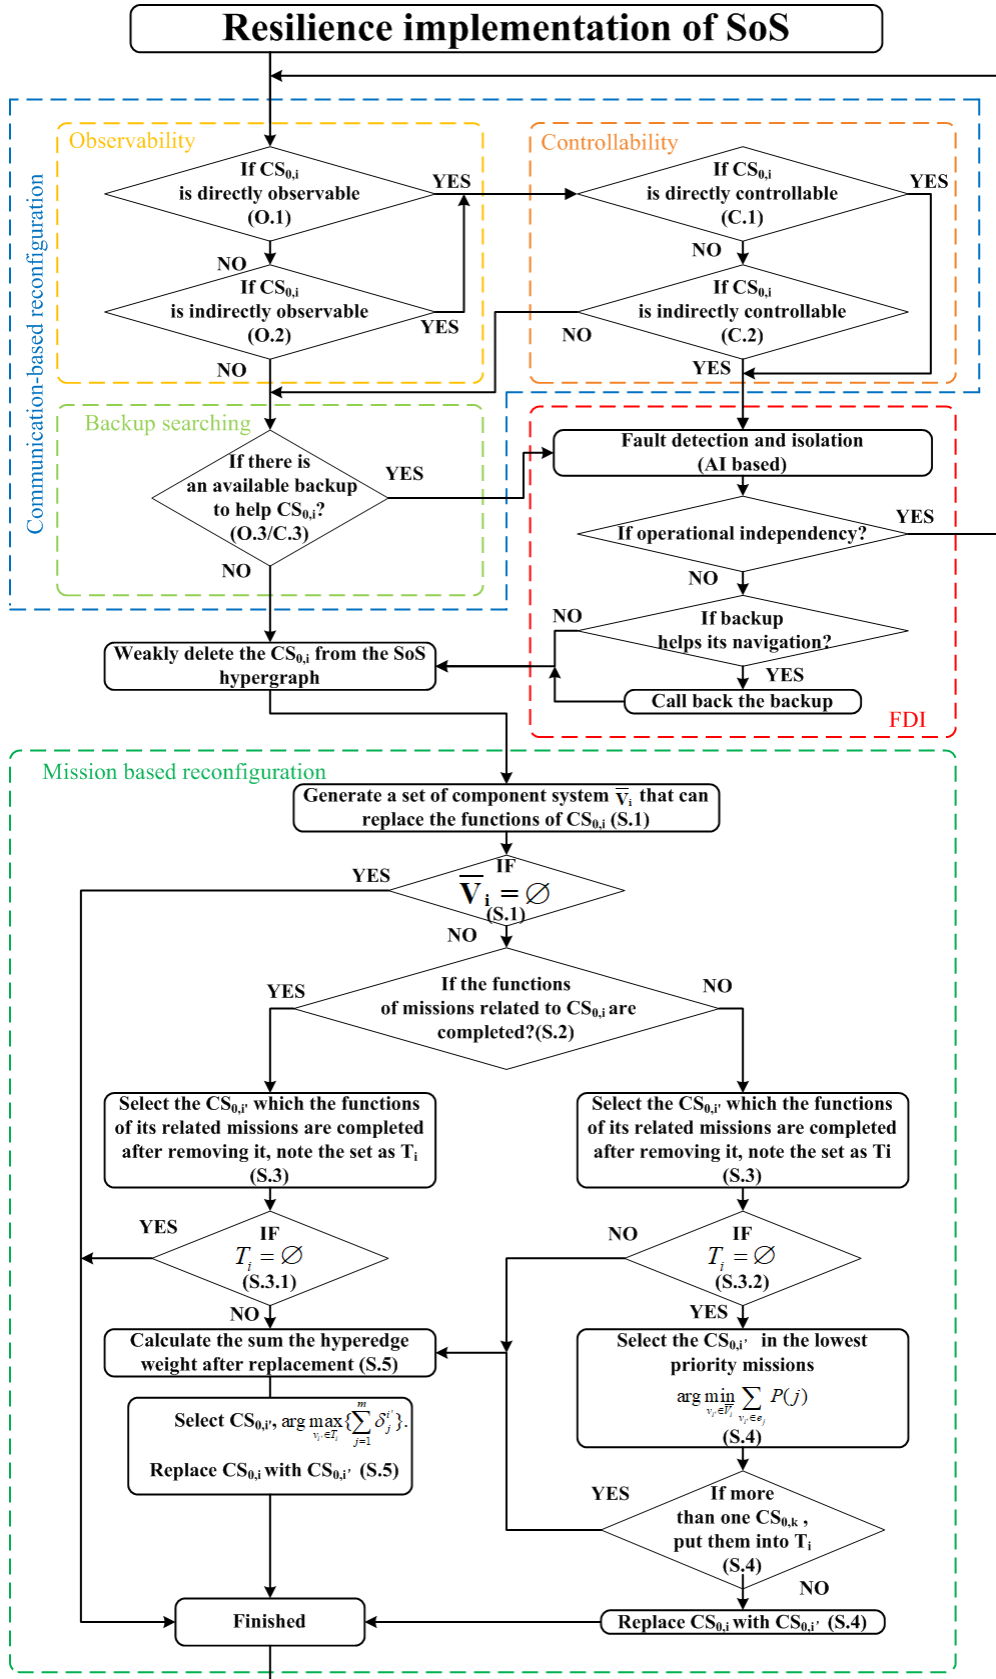 Resilience implementation of SoS
Communication-based reconfiguration
Observability
If CS0,i
is directly observable
(O.1)
YES
NO
If CS0,i
is indirectly observable
(O.2)
YES
NO
Controllability
If CS0,i
is directly controllable
(C.1)
YES
NO
If CS0,i
is indirectly controllable
(C.2)
NO
YES
Backup searching
If there is
an available backup
to help CS0,i?
(O.3/C.3)
YES
NO
Fault detection and isolation
(AI based)
If operational independency?
YES
NO
If backup
helps its navigation?
NO
YES
Call back the backup
FDI
Weakly delete the CS0,i from the SoS
hypergraph
Mission based reconfiguration
Generate a set of component system V̅i that can
replace the functions of CS0,i (S.1)
IF
V̅i = ∅
(S.1)
YES
NO
If the functions
of missions related to CS0,i are
completed?(S.2)
YES
NO
Select the CS0,i' which the functions
of its related missions are completed
after removing it, note the set as Ti
(S.3)
Select the CS0,i' which the functions
of its related missions are completed
after removing it, note the set as Ti
(S.3)
YES
IF
Ti = ∅
(S.3.1)
NO
NO
IF
Ti = ∅
(S.3.2)
YES
Calculate the sum the hyperedge
weight after replacement (S.5)
Select CS0,i', arg max vi'∈Ti {∑ j=1 m δj i'}.
Replace CS0,i with CS0,i' (S.5)
Select the CS0,i' in the lowest
priority missions
arg min vi'∈V̅i ∑ vi'∈ej P(j)
(S.4)
YES
If more
than one CS0,k ,
put them into Ti
(S.4)
NO
Finished
Replace CS0,i with CS0,i' (S.4)